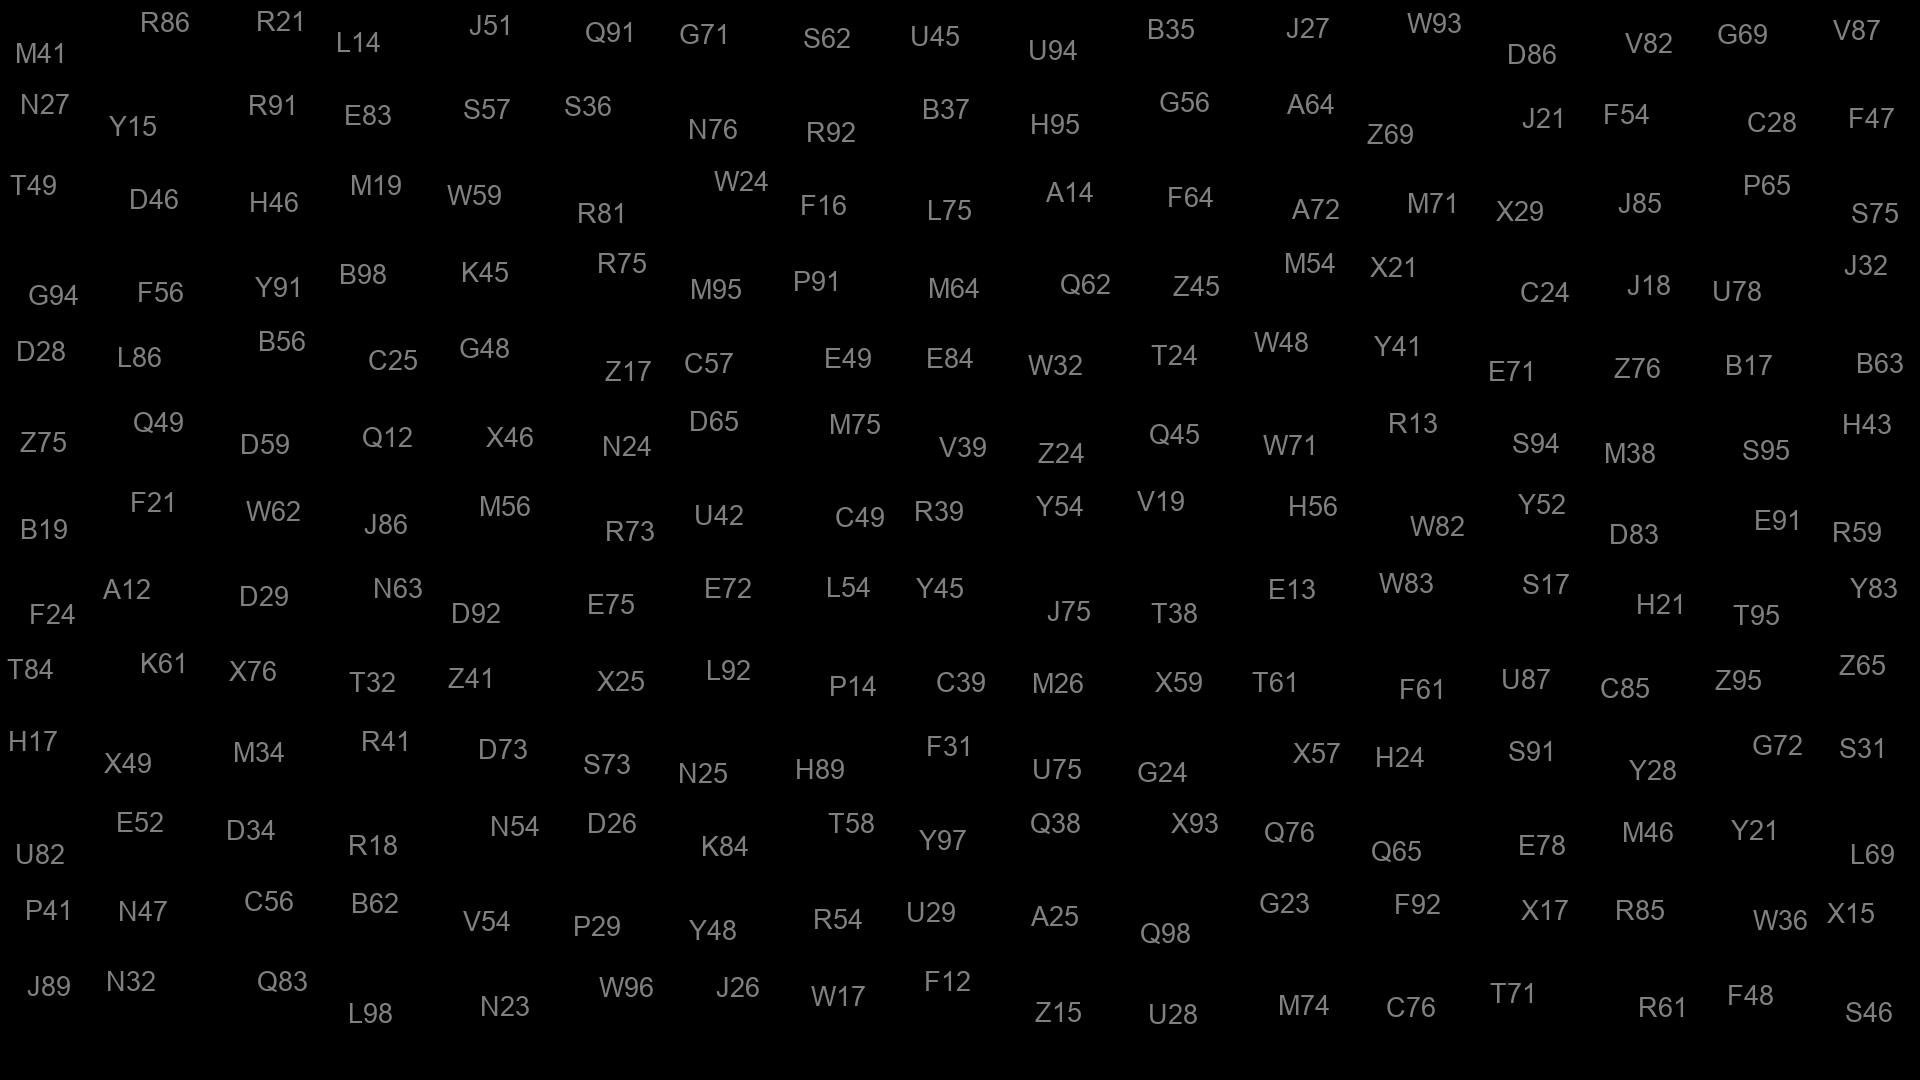 M41 R86 R21 L14 J51 Q91 G71 S62 U45 U94 B35 J27 W93 D86 V82 G69 V87
N27 Y15 R91 E83 S57 S36 N76 R92 B37 H95 G56 A64 Z69 J21 F54 C28 F47
T49 D46 H46 M19 W59 R81 W24 F16 L75 A14 F64 A72 M71 X29 J85 P65 S75
G94 F56 Y91 B98 K45 R75 M95 P91 M64 Q62 Z45 M54 X21 C24 J18 U78 J32
D28 L86 B56 C25 G48 Z17 C57 E49 E84 W32 T24 W48 Y41 E71 Z76 B17 B63
Z75 Q49 D59 Q12 X46 N24 D65 M75 V39 Z24 Q45 W71 R13 S94 M38 S95 H43
B19 F21 W62 J86 M56 R73 U42 C49 R39 Y54 V19 H56 W82 Y52 D83 E91 R59
F24 A12 D29 N63 D92 E75 E72 L54 Y45 J75 T38 E13 W83 S17 H21 T95 Y83
T84 K61 X76 T32 Z41 X25 L92 P14 C39 M26 X59 T61 F61 U87 C85 Z95 Z65
H17 X49 M34 R41 D73 S73 N25 H89 F31 U75 G24 X57 H24 S91 Y28 G72 S31
U82 E52 D34 R18 N54 D26 K84 T58 Y97 Q38 X93 Q76 Q65 E78 M46 Y21 L69
P41 N47 C56 B62 V54 P29 Y48 R54 U29 A25 Q98 G23 F92 X17 R85 W36 X15
J89 N32 Q83 L98 N23 W96 J26 W17 F12 Z15 U28 M74 C76 T71 R61 F48 S46